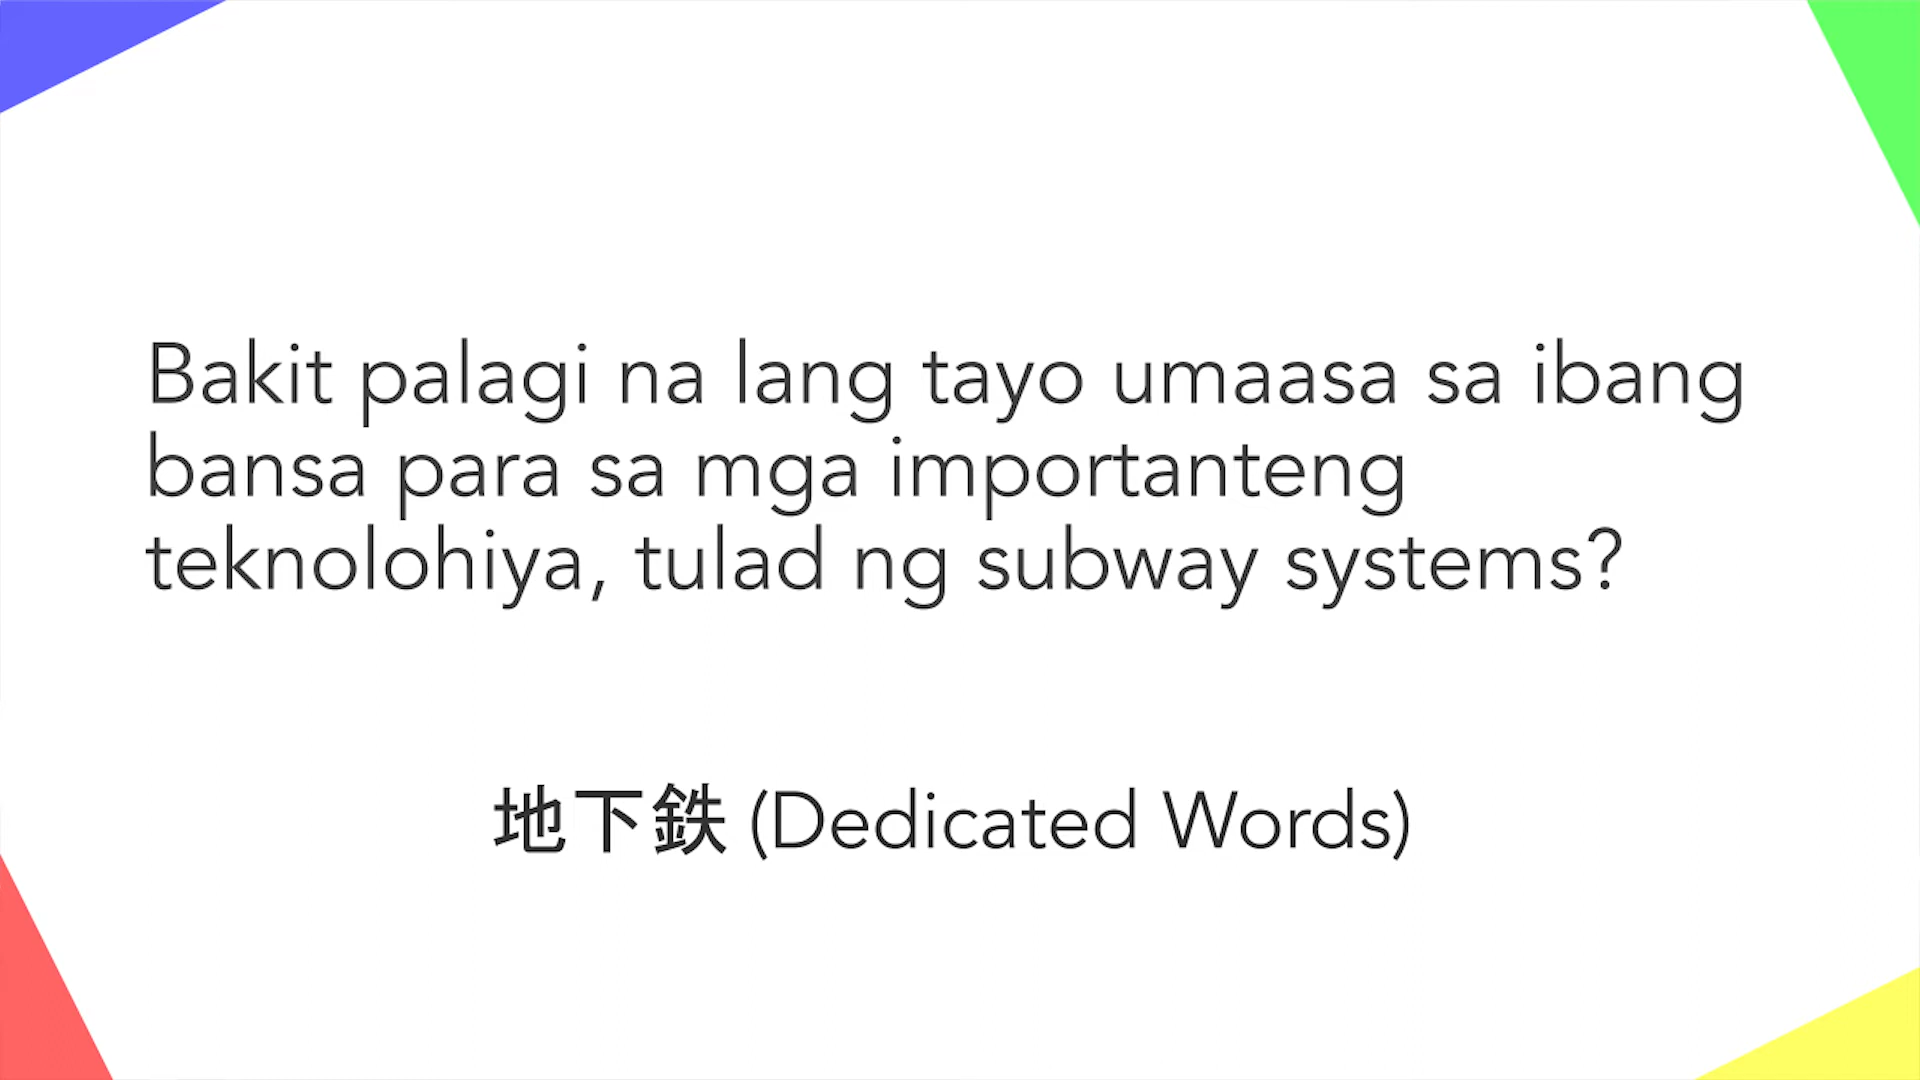 Bakit palagi na lang tayo umaasa sa ibang
bansa para sa mga importanteng
teknolohiya, tulad ng subway systems?
地下鉄 (Dedicated Words)